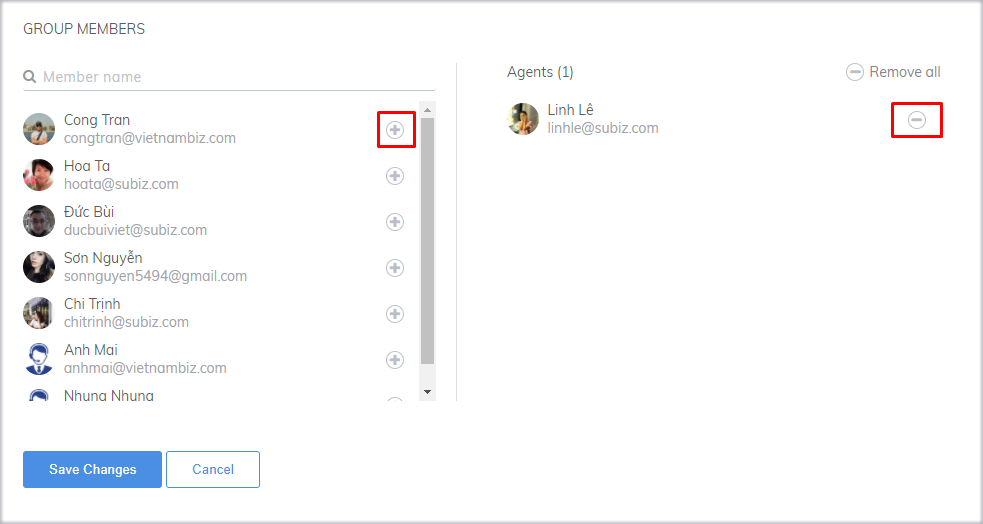 GROUP MEMBERS
Member name
Cong Tran
congtran@vietnambiz.com
Hoa Ta
hoata@subiz.com
Đức Bùi
ducbuiviet@subiz.com
Sơn Nguyễn
sonnguyen5494@gmail.com
Chi Trịnh
chitrinh@subiz.com
Anh Mai
anhmai@vietnambiz.com
Nhung Nhung
Agents (1)
Remove all
Linh Lê
linhle@subiz.com
Save Changes
Cancel